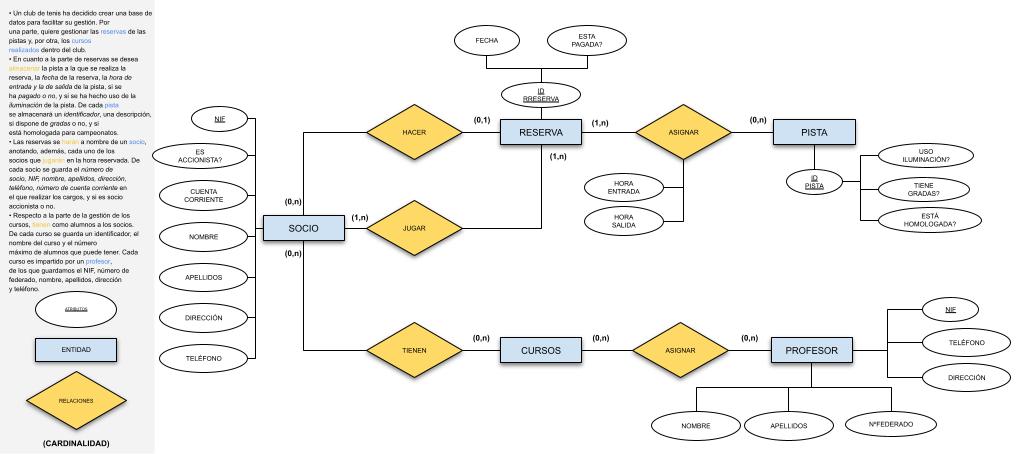 • Un club de tenis ha decidido crear una base de
datos para facilitar su gestión. Por
una parte, quiere gestionar las reservas de las
pistas y, por otra, los cursos
realizados dentro del club.
• En cuanto a la parte de reservas se desea
almacenar la pista a la que se realiza la
reserva, la fecha de la reserva, la hora de
entrada y la de salida de la pista, si se
ha pagado o no, y si se ha hecho uso de la
iluminación de la pista. De cada pista
se almacenará un identificador, una descripción,
si dispone de gradas o no, y si
está homologada para campeonatos.
• Las reservas se harán a nombre de un socio,
anotando, además, cada uno de los
socios que jugarán en la hora reservada. De
cada socio se guarda el número de
socio, NIF, nombre, apellidos, dirección,
teléfono, número de cuenta corriente en
el que realizar los cargos, y si es socio
accionista o no.
• Respecto a la parte de la gestión de los
cursos, tienen como alumnos a los socios.
De cada curso se guarda un identificador, el
nombre del curso y el número
máximo de alumnos que puede tener. Cada
curso es impartido por un profesor,
de los que guardamos el NIF, número de
federado, nombre, apellidos, dirección
y teléfono.
ATRIBUTOS
ENTIDAD
RELACIONES
(CARDINALIDAD)
FECHA
ESTA
PAGADA?
ID
RRESERVA
NIF
ES
ACCIONISTA?
CUENTA
CORRIENTE
NOMBRE
APELLIDOS
DIRECCIÓN
TELÉFONO
SOCIO
(0,n)
(1,n)
(0,n)
HACER
(0,1)
RESERVA
(1,n)
(1,n)
ASIGNAR
(0,n)
PISTA
HORA
ENTRADA
HORA
SALIDA
ID
PISTA
USO
ILUMINACIÓN?
TIENE
GRADAS?
ESTÁ
HOMOLOGADA?
JUGAR
TIENEN
(0,n)
CURSOS
(0,n)
ASIGNAR
(0,n)
PROFESOR
NIF
TELÉFONO
DIRECCIÓN
NOMBRE
APELLIDOS
NºFEDERADO